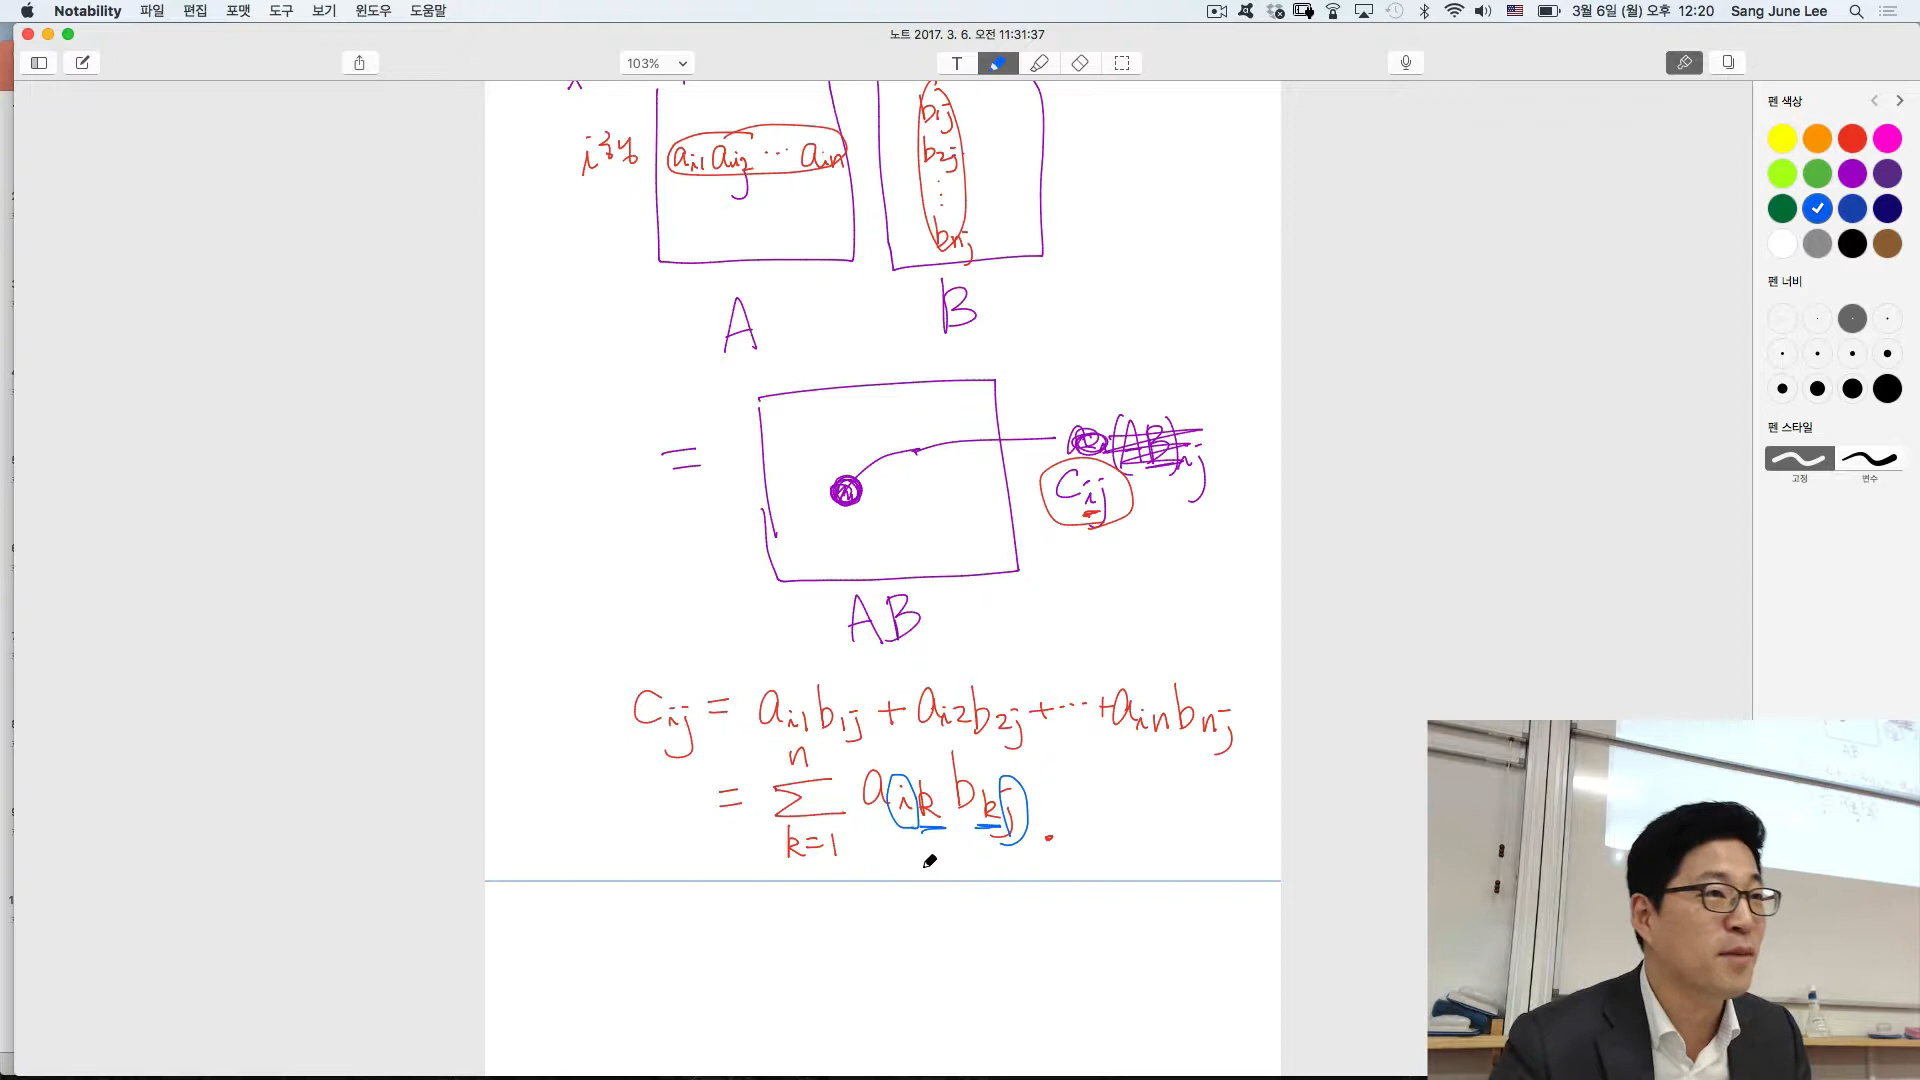 Notability 파일 편집 포맷 도구 보기 윈도우 도움말 3월 6일 (월) 오후 12:20 Sang June Lee
노트 2017. 3. 6. 오전 11:31:37
103% T
i행 ai1 aij ⋯ ain
b1j
b2j
⋮
bnj
A B
= (AB)ij
Cij
AB
Cij = ai1b1j + ai2b2j + ⋯ + ainbnj
n
= Σ aik bkj .
k=1
펜 색상
펜 너비
펜 스타일
고정 변수